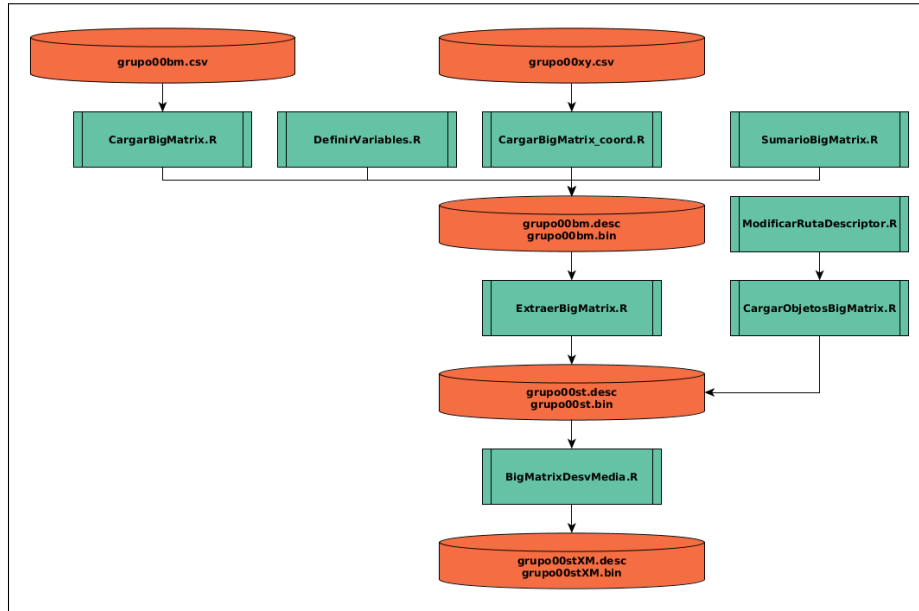 grupo00bm.csv
grupo00xy.csv
CargarBigMatrix.R
DefinirVariables.R
CargarBigMatrix_coord.R
SumarioBigMatrix.R
grupo00bm.desc
grupo00bm.bin
ModificarRutaDescriptor.R
ExtraerBigMatrix.R
CargarObjetosBigMatrix.R
grupo00st.desc
grupo00st.bin
BigMatrixDesvMedia.R
grupo00stXM.desc
grupo00stXM.bin